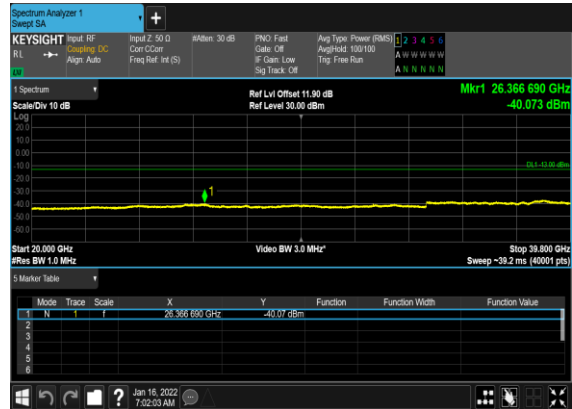 Spectrum Analyzer 1
Swept SA
+
KEYSIGHT Input: RF Input Z: 50 Ω #Atten: 30 dB PNO: Fast Avg Type: Power (RMS) 1 2 3 4 5 6
RL Coupling: DC Corr CCorr Gate: Off Avg|Hold: 100/100 A W W W W W
Align: Auto Freq Ref: Int (S) IF Gain: Low Trig: Free Run A N N N N N
Sig Track: Off
1 Spectrum
Ref Lvl Offset 11.90 dB Mkr1 26.366 690 GHz
Scale/Div 10 dB Ref Level 30.00 dBm -40.073 dBm
Log
20.0
10.0
0.00
-10.0
DL1 -13.00 dBm
-20.0
-30.0
1
-40.0
-50.0
-60.0
Start 20.000 GHz Video BW 3.0 MHz* Stop 39.800 GHz
#Res BW 1.0 MHz Sweep ~39.2 ms (40001 pts)
5 Marker Table
Mode Trace Scale X Y Function Function Width Function Value
1 N 1 f 26.366 690 GHz -40.07 dBm
2
3
4
5
6
? Jan 16, 2022
7:02:03 AM